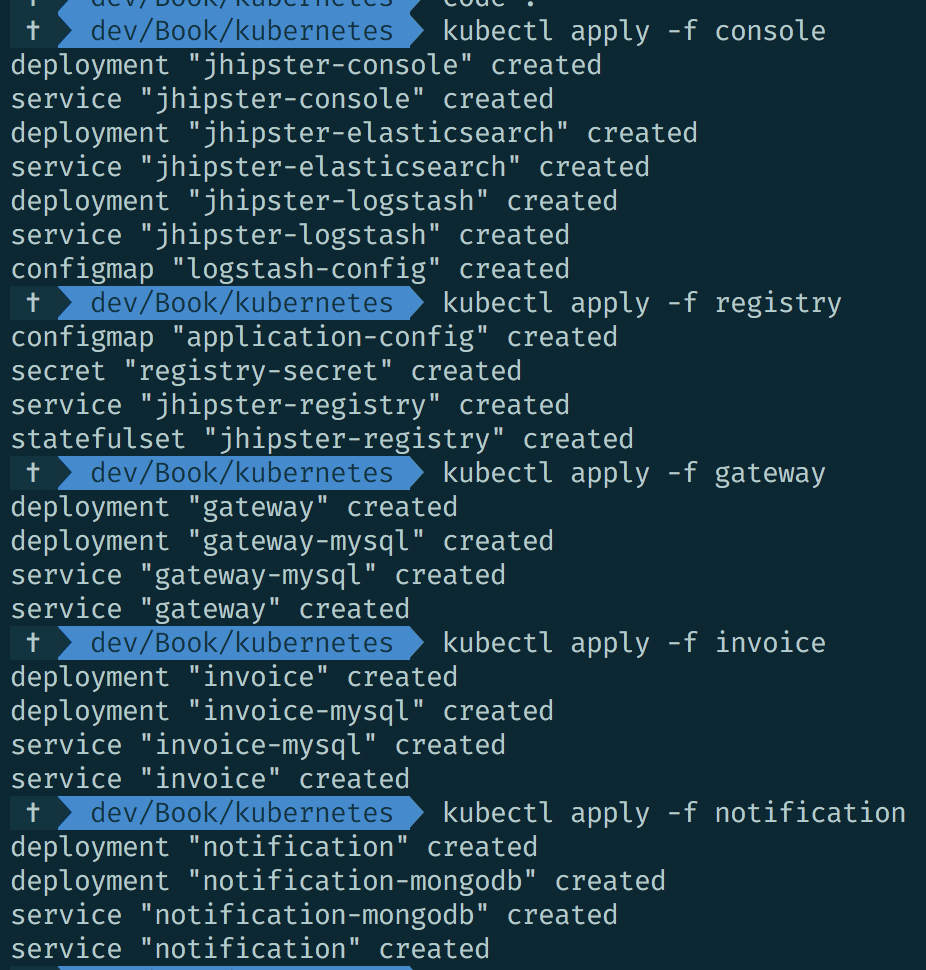 † dev/Book/kubernetes code .
† dev/Book/kubernetes kubectl apply -f console
deployment "jhipster-console" created
service "jhipster-console" created
deployment "jhipster-elasticsearch" created
service "jhipster-elasticsearch" created
deployment "jhipster-logstash" created
service "jhipster-logstash" created
configmap "logstash-config" created
† dev/Book/kubernetes kubectl apply -f registry
configmap "application-config" created
secret "registry-secret" created
service "jhipster-registry" created
statefulset "jhipster-registry" created
† dev/Book/kubernetes kubectl apply -f gateway
deployment "gateway" created
deployment "gateway-mysql" created
service "gateway-mysql" created
service "gateway" created
† dev/Book/kubernetes kubectl apply -f invoice
deployment "invoice" created
deployment "invoice-mysql" created
service "invoice-mysql" created
service "invoice" created
† dev/Book/kubernetes kubectl apply -f notification
deployment "notification" created
deployment "notification-mongodb" created
service "notification-mongodb" created
service "notification" created